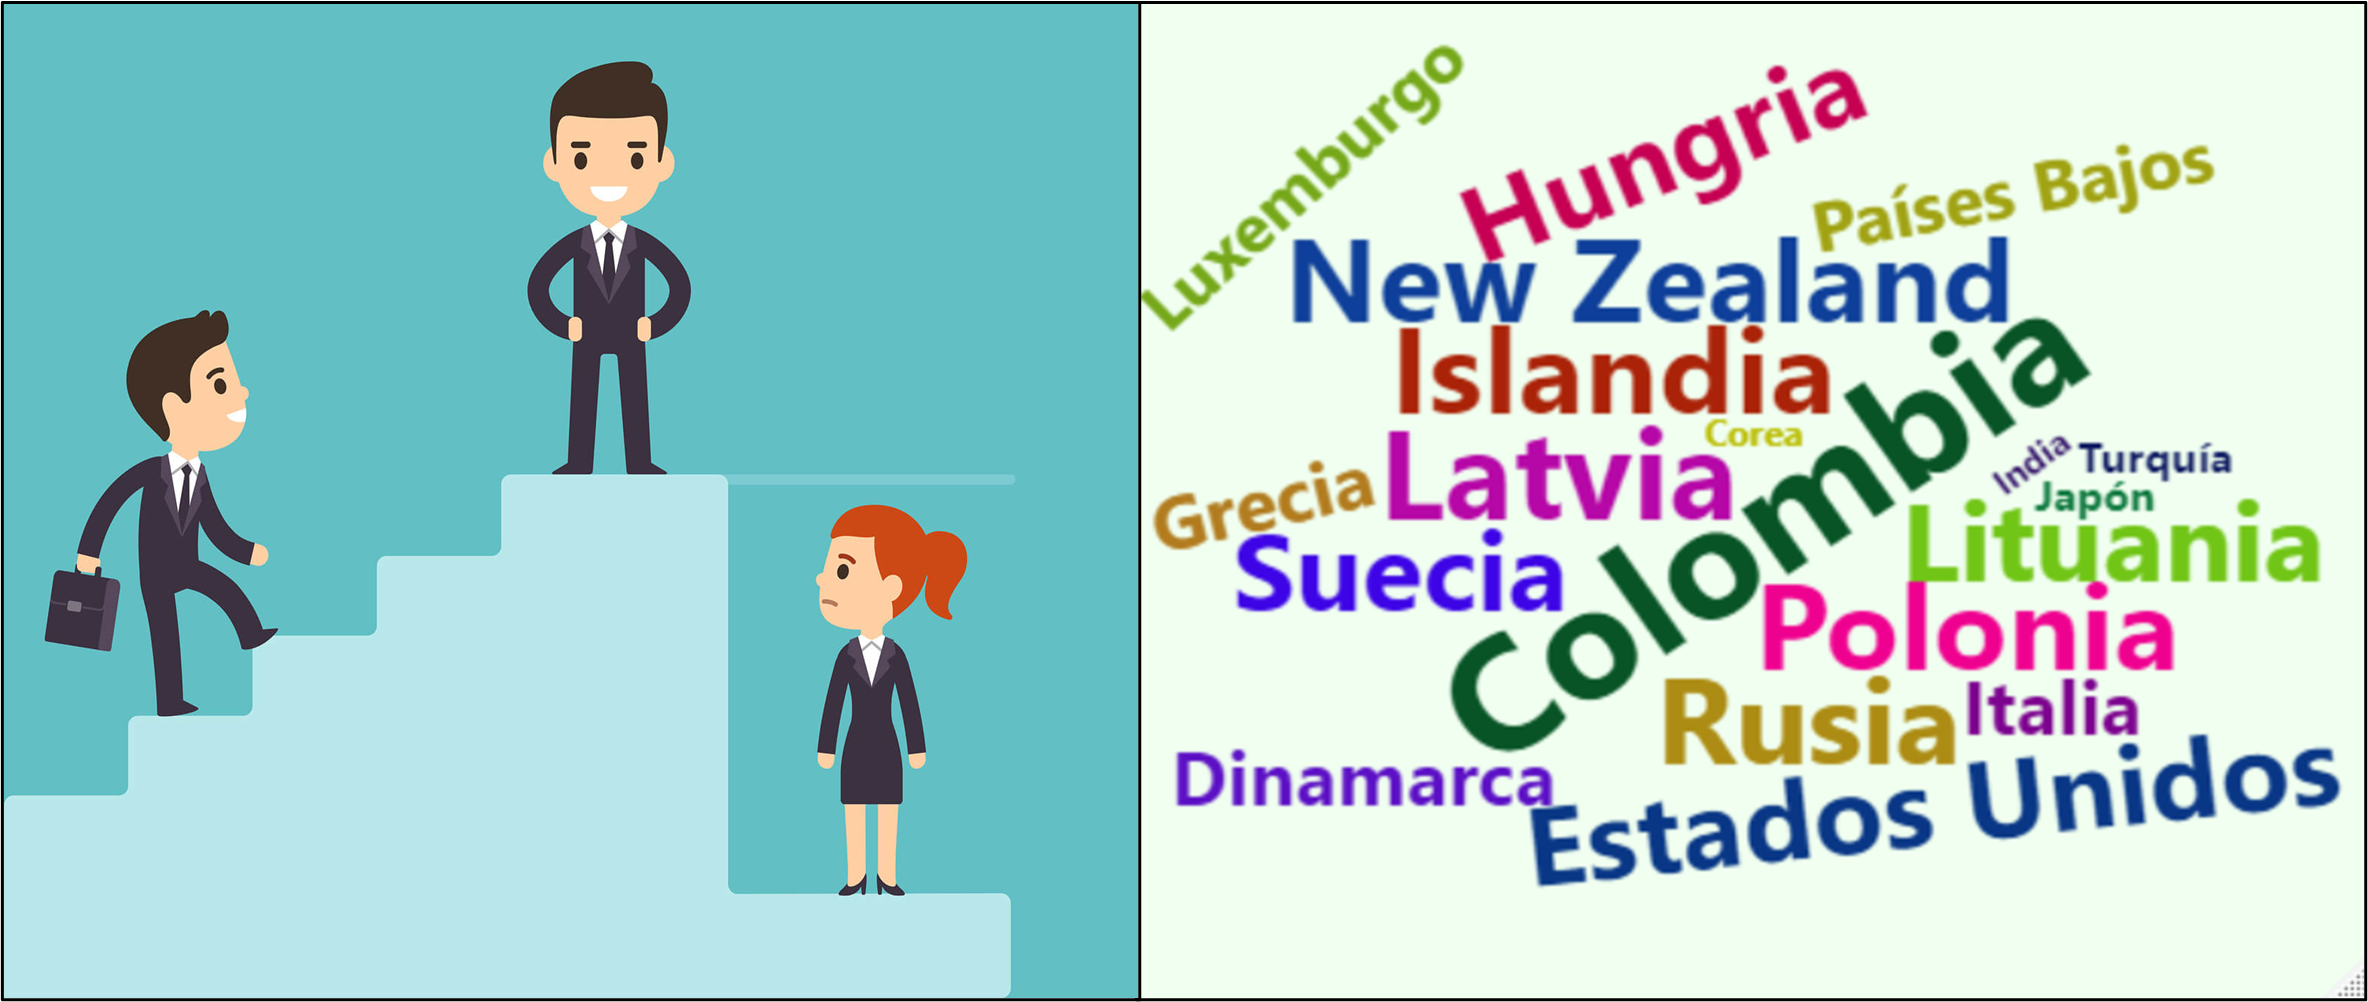 Luxemburgo
Hungria
Países Bajos
New Zealand
Islandia
Colombia
Corea
Latvia
Grecia
India
Turquía
Japón
Lituania
Suecia
Polonia
Rusia
Italia
Dinamarca
Estados Unidos